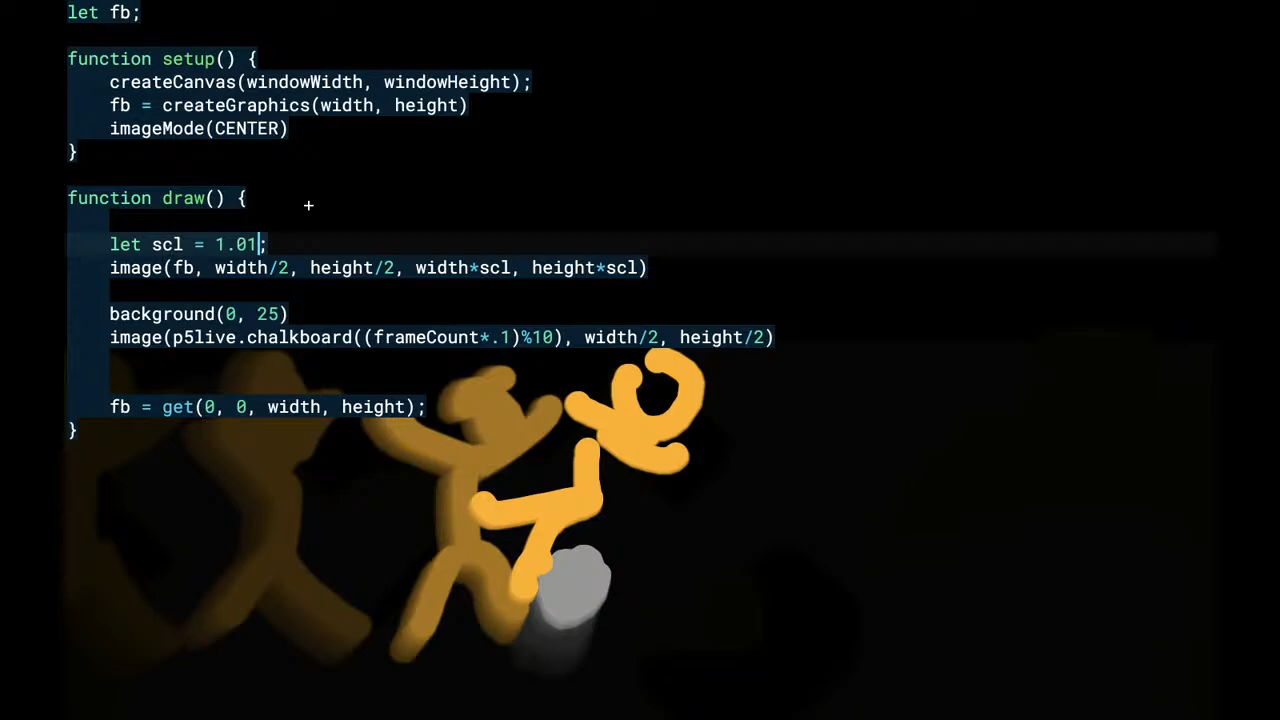 let fb;
function setup() {
createCanvas(windowWidth, windowHeight);
fb = createGraphics(width, height)
imageMode(CENTER)
}
function draw() {
let scl = 1.01;
image(fb, width/2, height/2, width*scl, height*scl)
background(0, 25)
image(p5live.chalkboard((frameCount*.1)%10), width/2, height/2)
fb = get(0, 0, width, height);
}